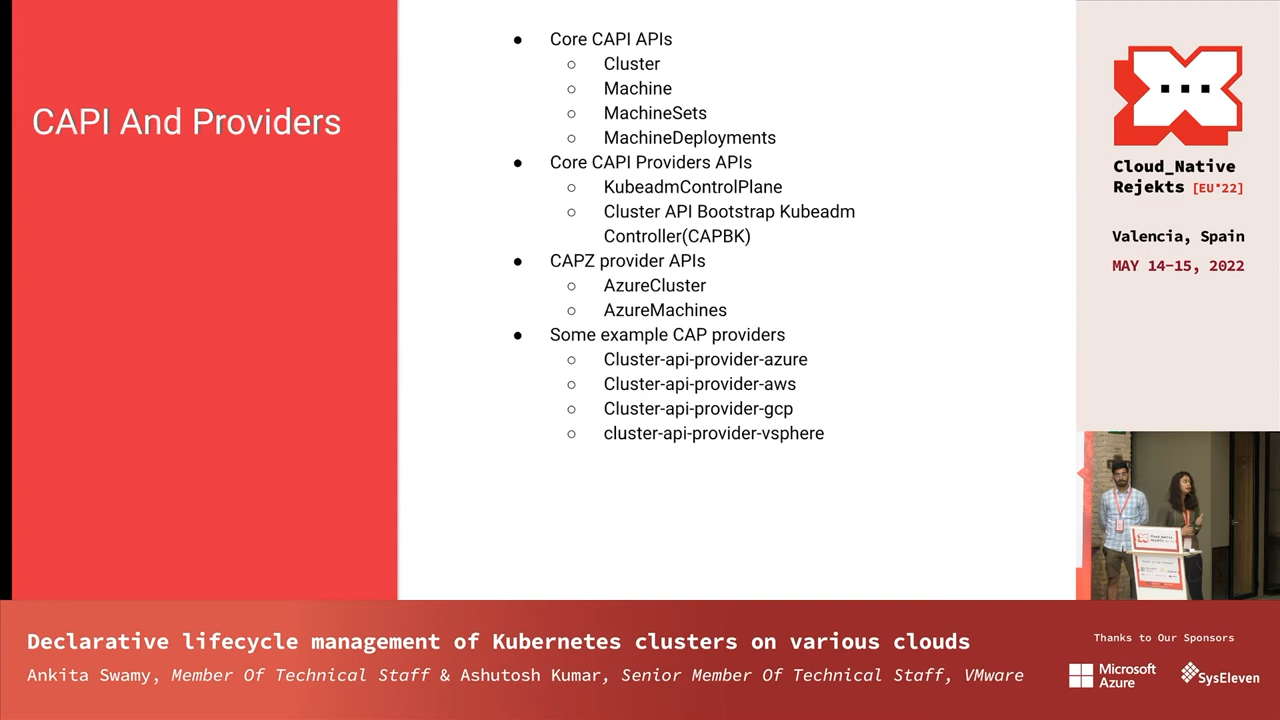 CAPI And Providers
● Core CAPI APIs
○ Cluster
○ Machine
○ MachineSets
○ MachineDeployments
● Core CAPI Providers APIs
○ KubeadmControlPlane
○ Cluster API Bootstrap Kubeadm
Controller(CAPBK)
● CAPZ provider APIs
○ AzureCluster
○ AzureMachines
● Some example CAP providers
○ Cluster-api-provider-azure
○ Cluster-api-provider-aws
○ Cluster-api-provider-gcp
○ cluster-api-provider-vsphere
Cloud_Native
Rejekts [EU*22]
Valencia, Spain
MAY 14-15, 2022
Cloud_Native
Rejekts
Declarative lifecycle management of Kubernetes clusters on various clouds
Ankita Swamy, Member Of Technical Staff & Ashutosh Kumar, Senior Member Of Technical Staff, VMware
Thanks to Our Sponsors
Microsoft
Azure
SysEleven